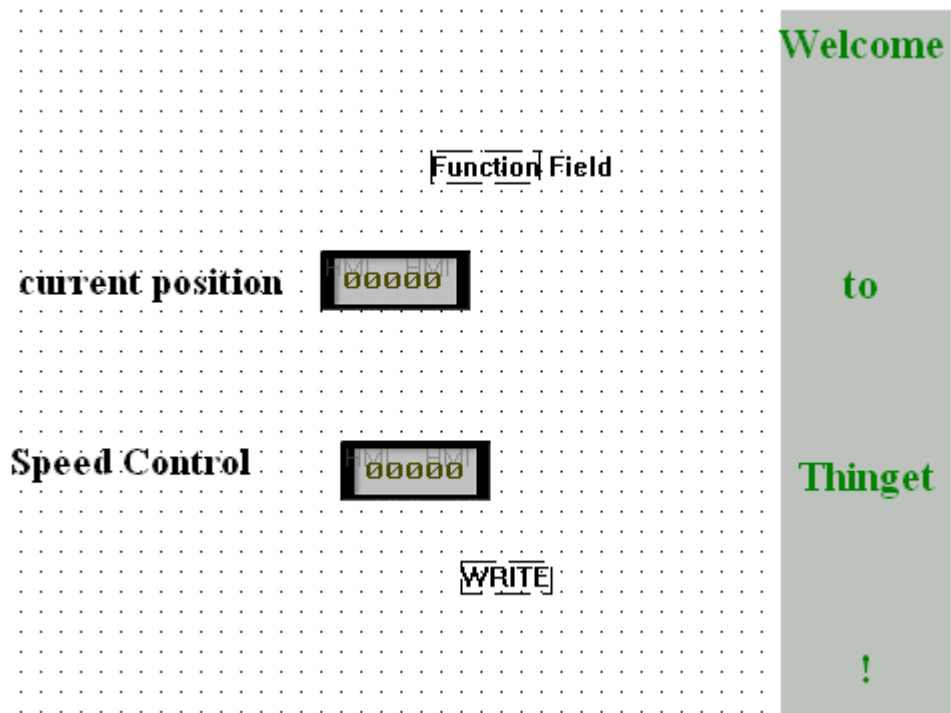 Welcome
Function Field
current position
HMI HMI
00000
to
Speed Control
HMI HMI
00000
Thinget
WRITE
!